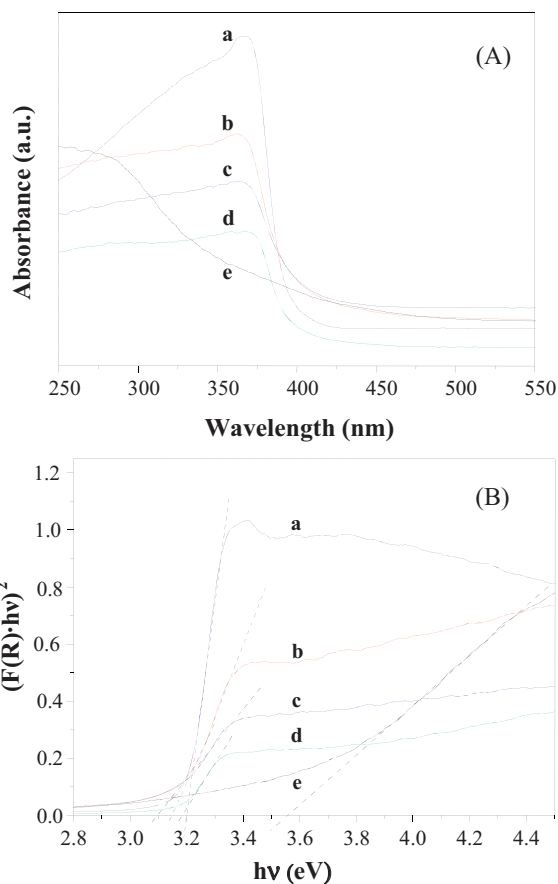 (A)
a
b
c
d
e
Absorbance (a.u.)
250 300 350 400 450 500 550
Wavelength (nm)
(B)
1.2
1.0
0.8
0.6
0.4
0.2
0.0
a
b
c
d
e
(F(R)·hν)²
2.8 3.0 3.2 3.4 3.6 3.8 4.0 4.2 4.4
hν (eV)